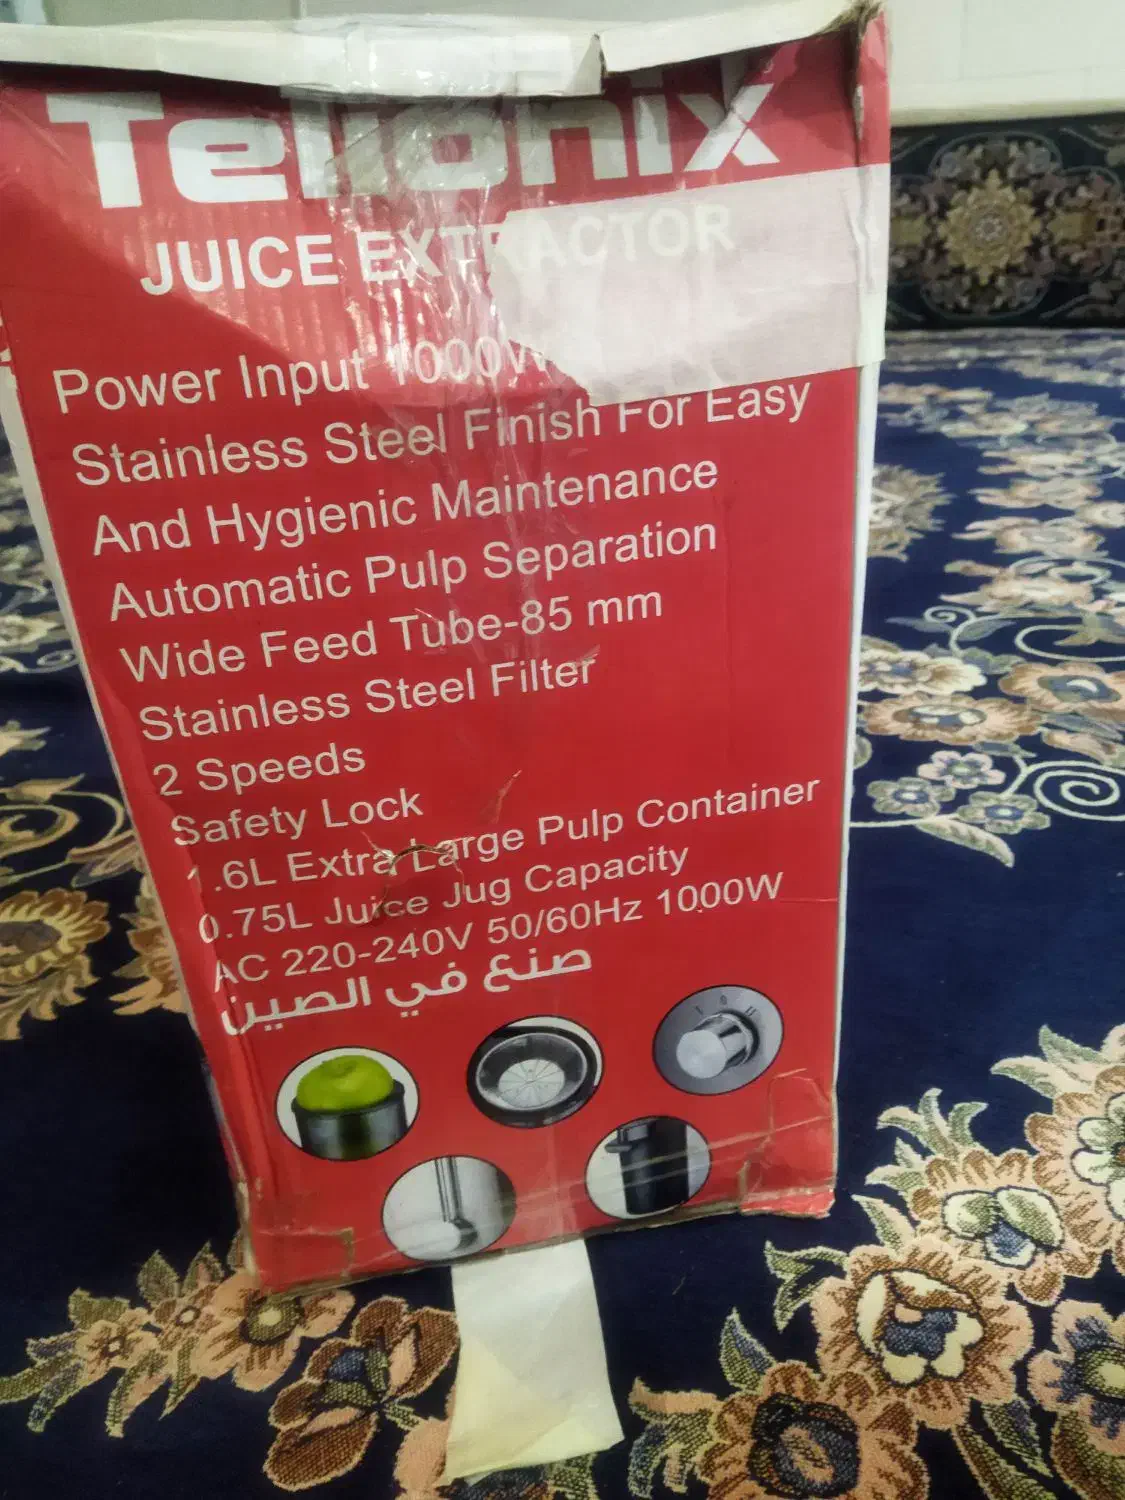 Telionix
JUICE EXTRACTOR
Power Input 1000W
Stainless Steel Finish For Easy
And Hygienic Maintenance
Automatic Pulp Separation
Wide Feed Tube-85 mm
Stainless Steel Filter
2 Speeds
Safety Lock
1.6L Extra Large Pulp Container
0.75L Juice Jug Capacity
AC 220-240V 50/60Hz 1000W
صنع في الصين